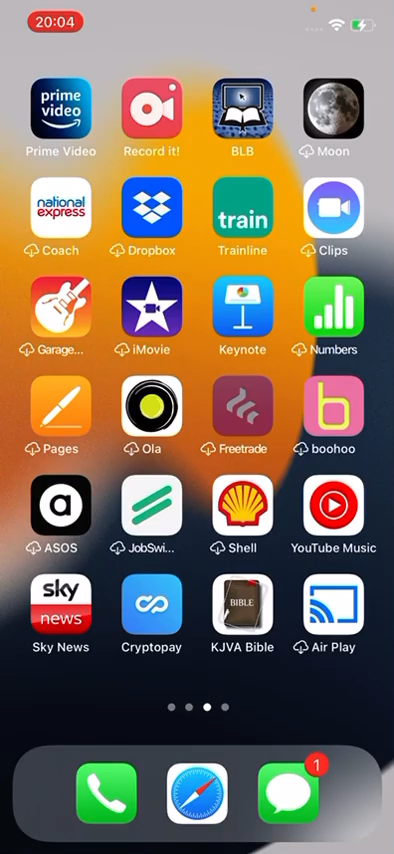 20:04
prime
video
Prime Video
Record it!
BLB
Moon
national
express
train
Coach
Dropbox
Trainline
Clips
Garage...
iMovie
Keynote
Numbers
b
Pages
Ola
Freetrade
boohoo
a
ASOS
JobSwi...
Shell
YouTube Music
sky
news
BIBLE
Sky News
Cryptopay
KJVA Bible
Air Play
1